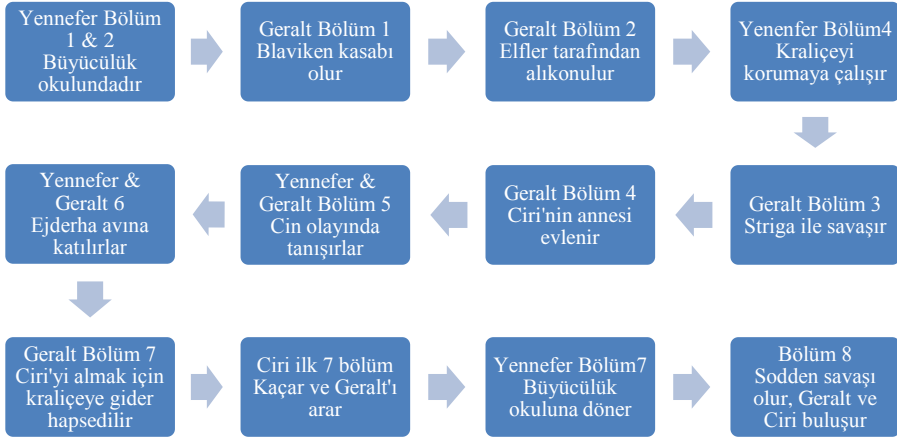 Yennefer Bölüm
1 & 2
Büyücülük
okulundadır
Geralt Bölüm 1
Blaviken kasabı
olur
Geralt Bölüm 2
Elfler tarafından
alıkonulur
Yenenfer Bölüm4
Kraliçeyi
korumaya çalışır
Geralt Bölüm 3
Striga ile savaşır
Geralt Bölüm 4
Ciri'nin annesi
evlenir
Yennefer &
Geralt Bölüm 5
Cin olayında
tanışırlar
Yennefer &
Geralt 6
Ejderha avına
katılırlar
Geralt Bölüm 7
Ciri'yi almak için
kraliçeye gider
hapsedilir
Ciri ilk 7 bölüm
Kaçar ve Geralt'ı
arar
Yennefer Bölüm7
Büyücülük
okuluna döner
Bölüm 8
Sodden savaşı
olur, Geralt ve
Ciri buluşur